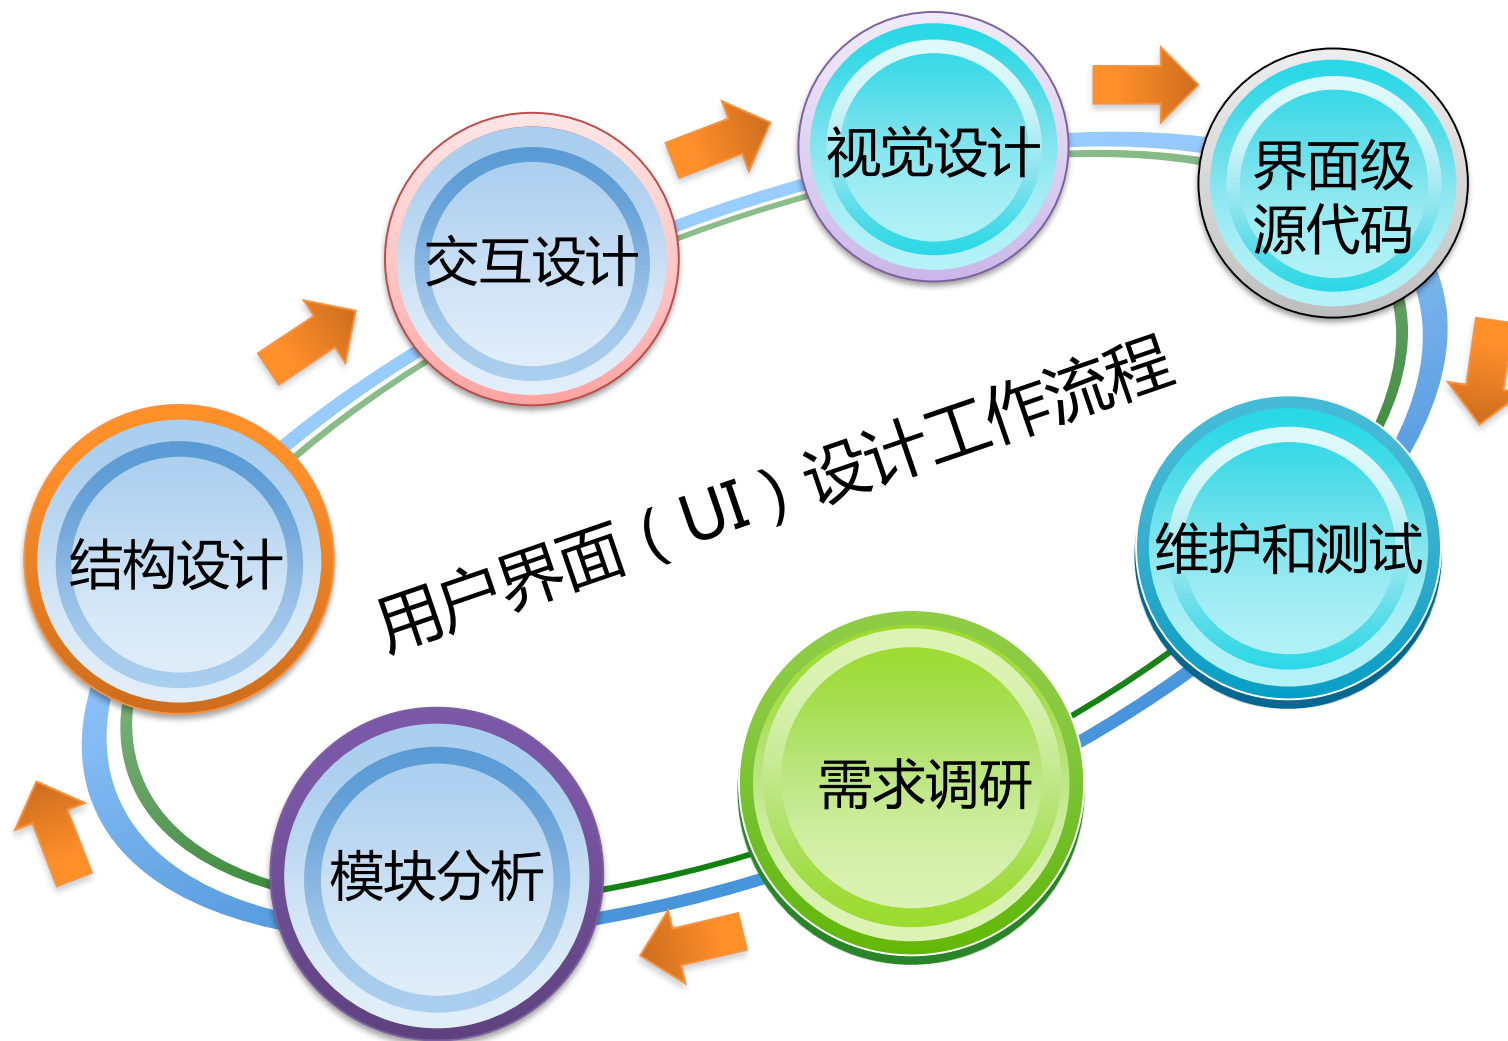 视觉设计
界面级
源代码
交互设计
用户界面（UI）设计工作流程
结构设计
维护和测试
需求调研
模块分析